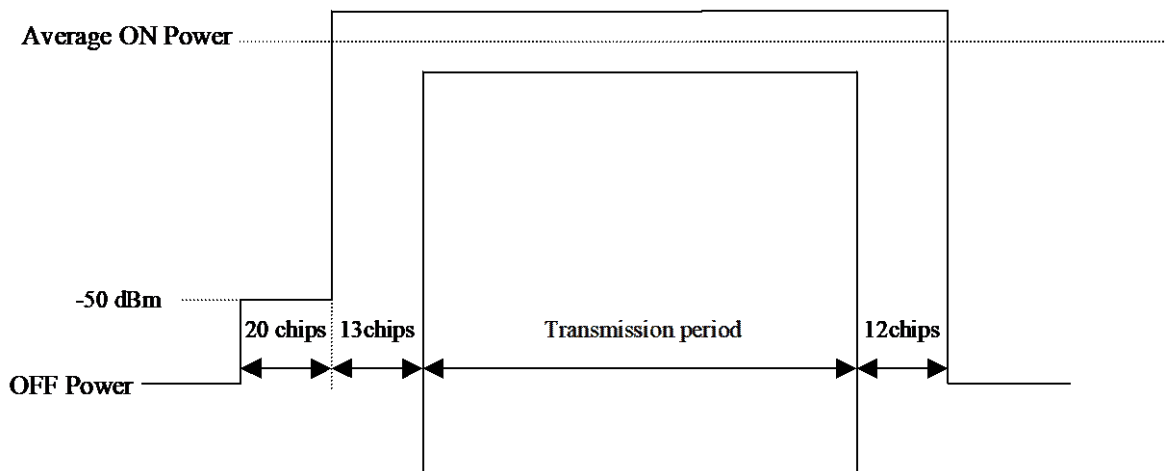 Average ON Power
-50 dBm
20 chips 13chips Transmission period 12chips
OFF Power